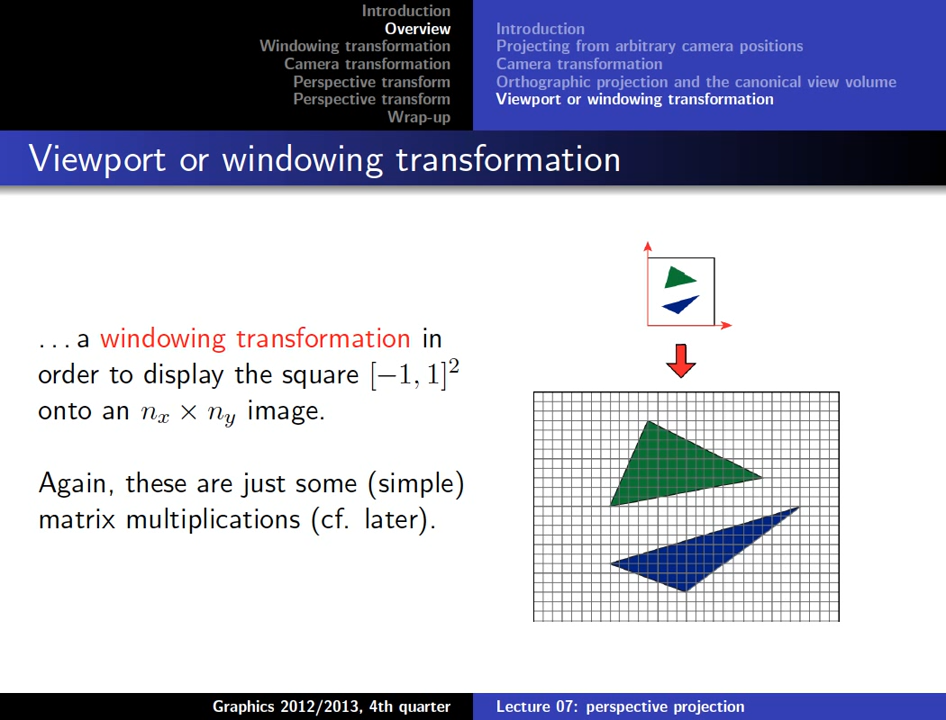 Introduction
Overview
Windowing transformation
Camera transformation
Perspective transform
Perspective transform
Wrap-up
Introduction
Projecting from arbitrary camera positions
Camera transformation
Orthographic projection and the canonical view volume
Viewport or windowing transformation
Viewport or windowing transformation
. . . a windowing transformation in
order to display the square [−1, 1]²
onto an nₓ × n_y image.
Again, these are just some (simple)
matrix multiplications (cf. later).
Graphics 2012/2013, 4th quarter
Lecture 07: perspective projection